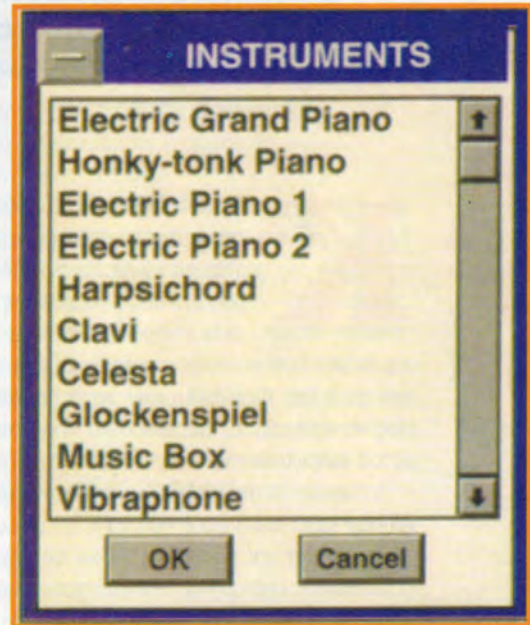 INSTRUMENTS
Electric Grand Piano
Honky-tonk Piano
Electric Piano 1
Electric Piano 2
Harpsichord
Clavi
Celesta
Glockenspiel
Music Box
Vibraphone
OK Cancel